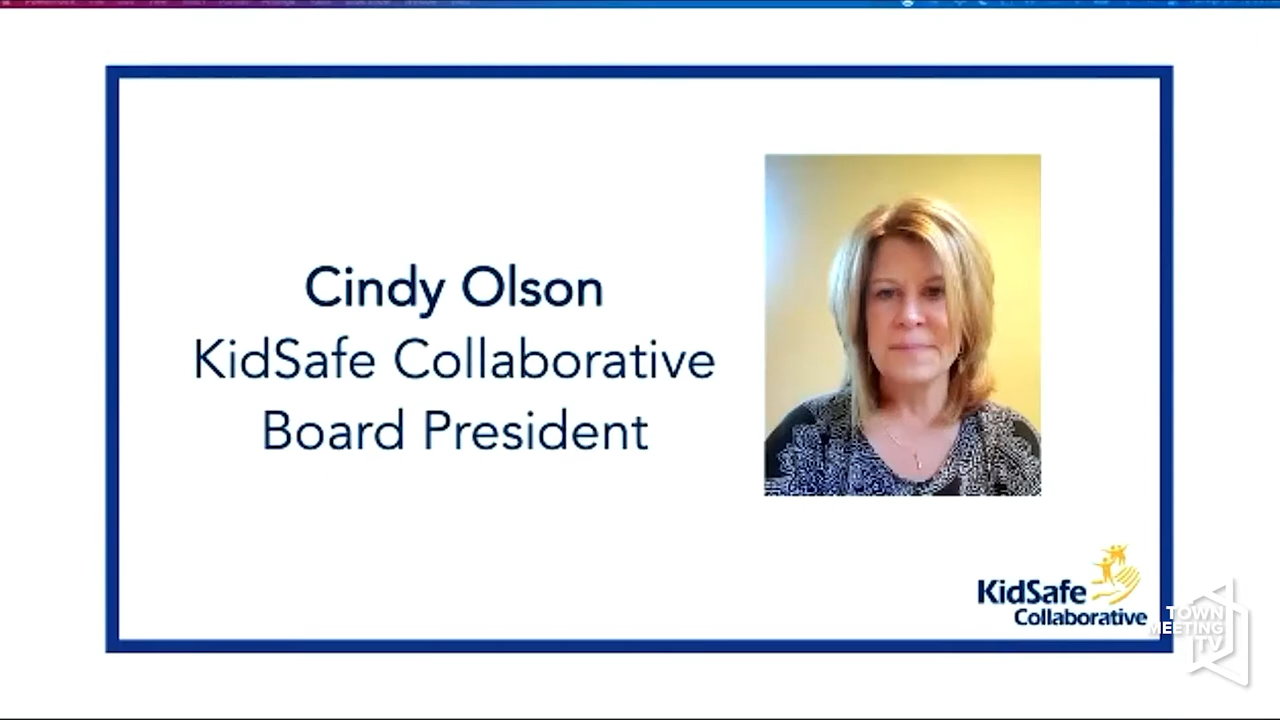 Cindy Olson
KidSafe Collaborative
Board President
KidSafe
Collaborative
TOWN
MEETING
TV